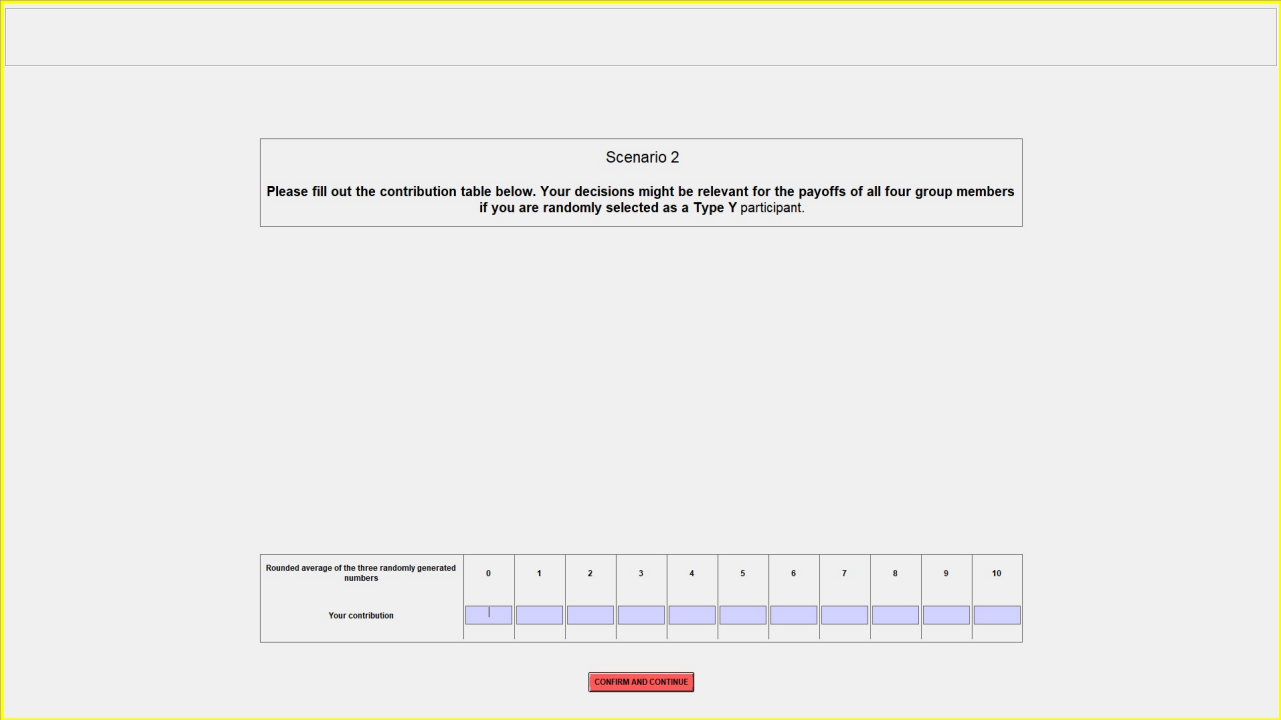 Scenario 2
Please fill out the contribution table below. Your decisions might be relevant for the payoffs of all four group members
if you are randomly selected as a Type Y participant.
Rounded average of the three randomly generated
numbers
0 1 2 3 4 5 6 7 8 9 10
Your contribution
CONFIRM AND CONTINUE